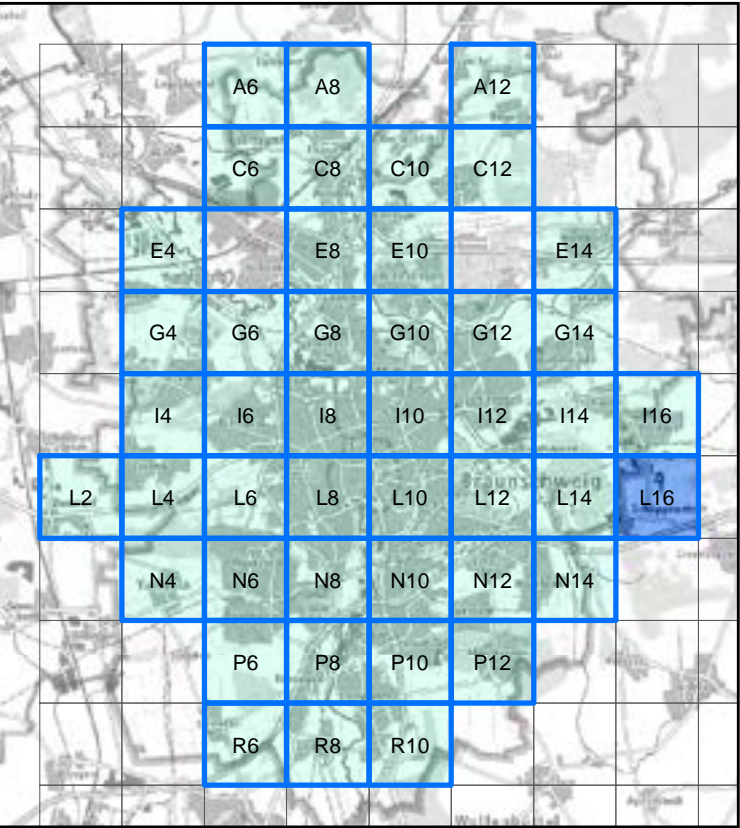 A6 A8 A12
C6 C8 C10 C12
E4 E8 E10 E14
G4 G6 G8 G10 G12 G14
I4 I6 I8 I10 I12 I14 I16
Braunschweig
L2 L4 L6 L8 L10 L12 L14 L16
N4 N6 N8 N10 N12 N14
P6 P8 P10 P12
R6 R8 R10
Wolfenbüttel